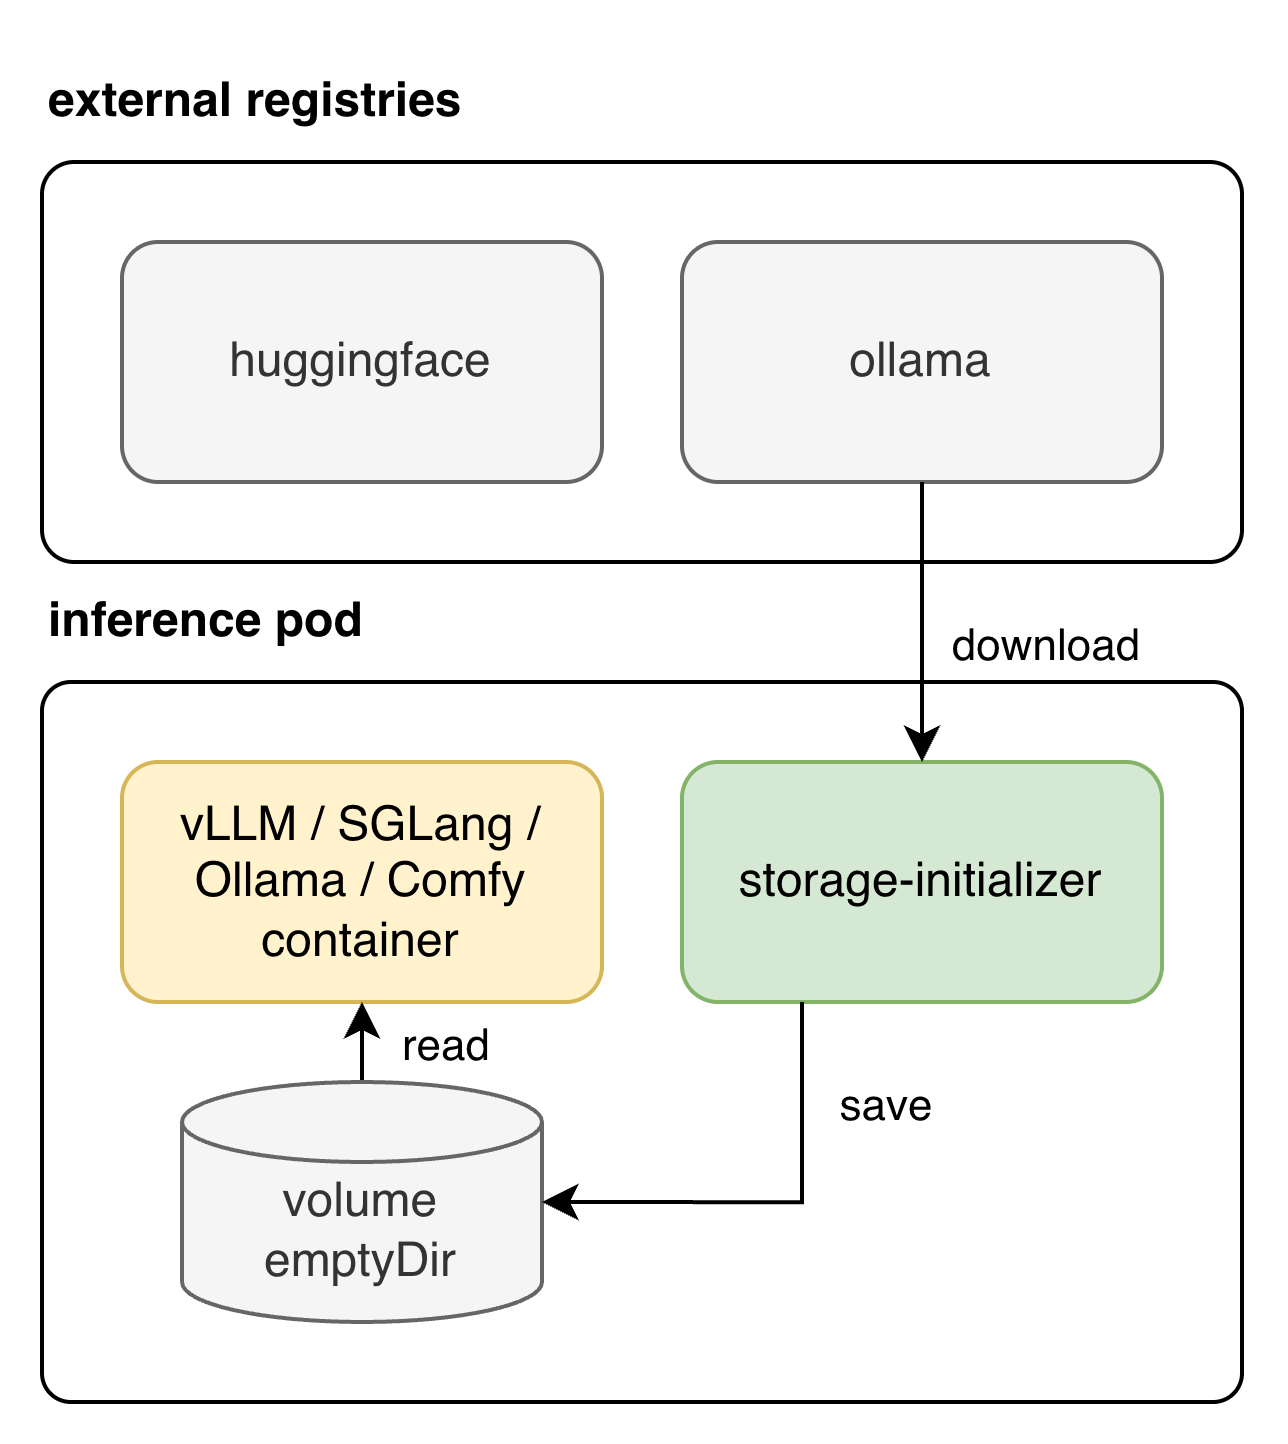 external registries
huggingface
ollama
download
inference pod
vLLM / SGLang /
Ollama / Comfy
container
storage-initializer
read
save
volume
emptyDir